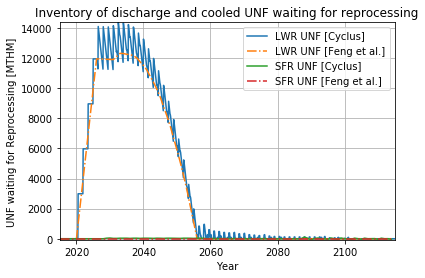 Inventory of discharge and cooled UNF waiting for reprocessing
UNF waiting for Reprocessing [MTHM]
14000
12000
10000
8000
6000
4000
2000
0
LWR UNF [Cyclus]
LWR UNF [Feng et al.]
SFR UNF [Cyclus]
SFR UNF [Feng et al.]
2020 2040 2060 2080 2100
Year